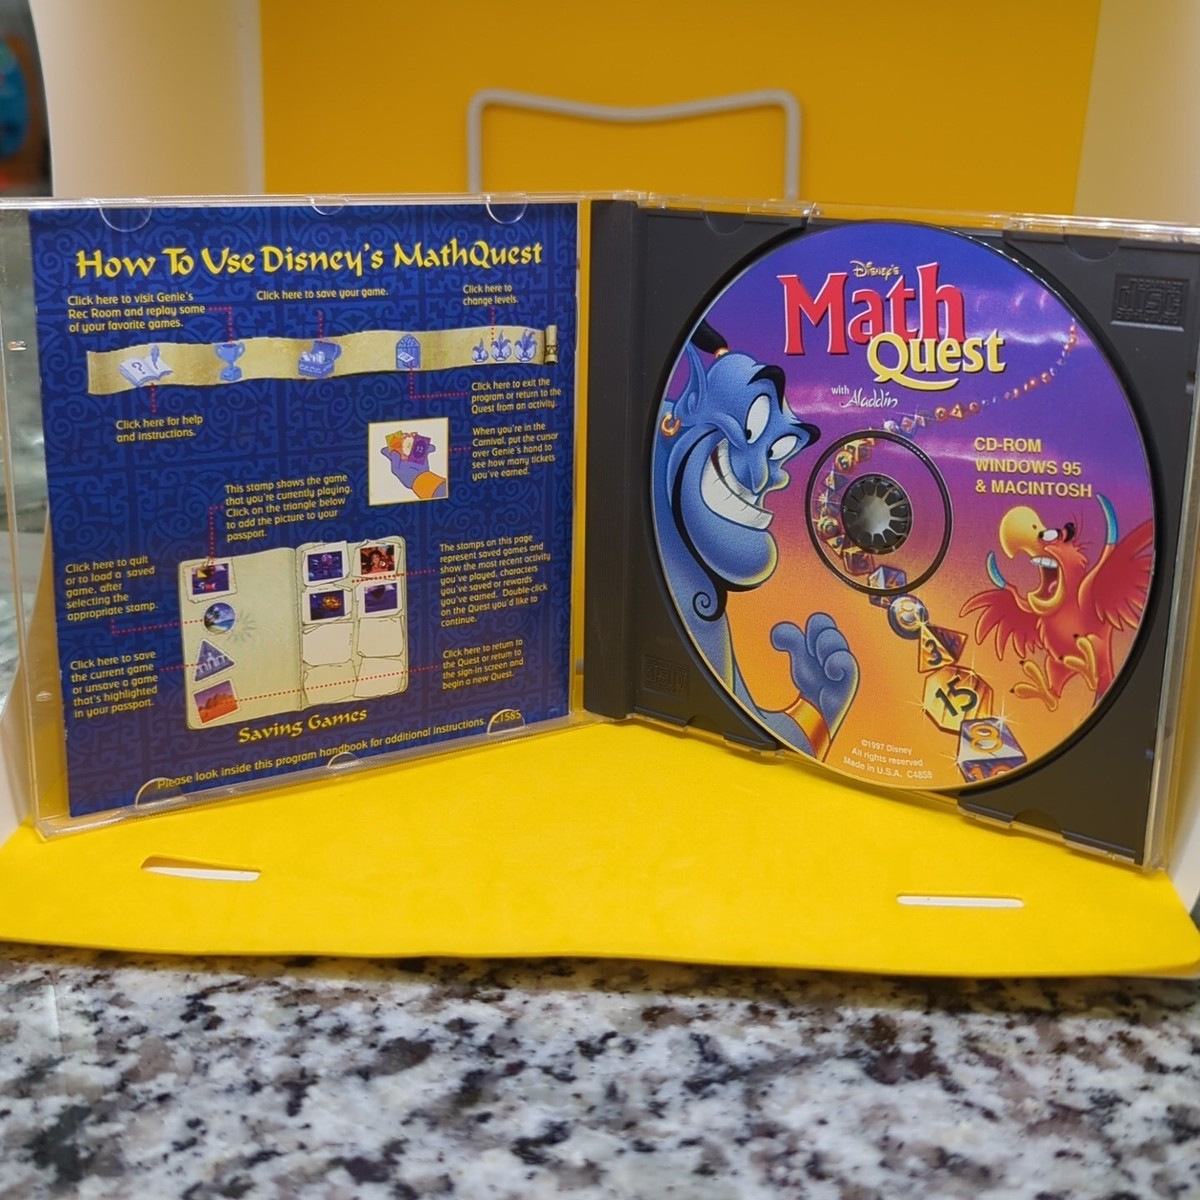 How To Use Disney's MathQuest
Click here to visit Genie's
Rec Room and replay some
of your favorite games.
Click here to save your game.
Click here to
change levels.
Click here for help
and instructions.
Click here to exit the
program or return to the
Quest from an activity.
When you're in the
Carnival, put the cursor
over Genie's hand to
see how many tickets
you've earned.
This stamp shows the game
that you're currently playing.
Click on the triangle below
to add the picture to your
passport.
Click here to quit
or to load a saved
game, after
selecting the
appropriate stamp.
The stamps on this page
represent saved games and
show the most recent activity
you've played, characters
you've saved or rewards
you've earned. Double-click
on the Quest you'd like to
continue.
Click here to save
the current game
or unsave a game
that's highlighted
in your passport.
Click here to return to
the Quest or return to
the sign-in screen and
begin a new Quest.
Saving Games
Please look inside this program handbook for additional instructions.
1585
Disney's
Math
Quest
with Aladdin
CD-ROM
WINDOWS 95
& MACINTOSH
3
15
8
©1997 Disney
All rights reserved
Made in U.S.A. C4858
disc